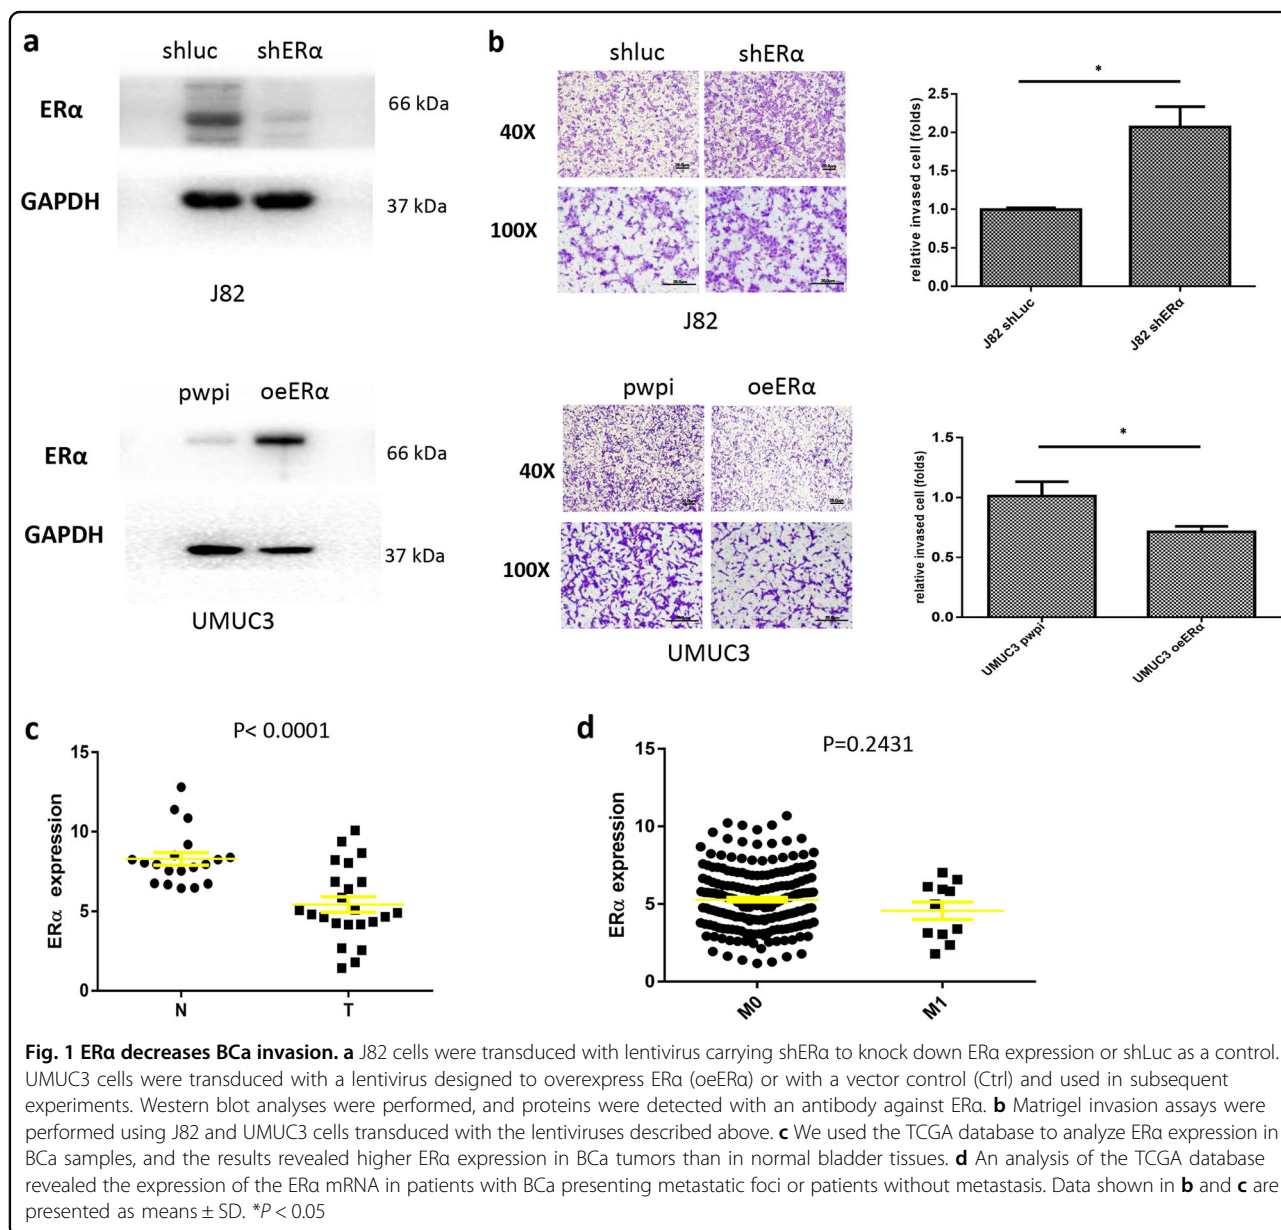 a
shluc shERα
ERα
66 kDa
GAPDH
37 kDa
J82
pwpi oeERα
ERα
66 kDa
GAPDH
37 kDa
UMUC3
b
shluc shERα
40X
100X
J82
relative invased cell (folds)
2.5
2.0
1.5
1.0
0.5
0.0
*
J82 shLuc
J82 shERα
pwpi oeERα
40X
100X
UMUC3
relative invased cell (folds)
1.5
1.0
0.5
0.0
*
UMUC3 pwpi
UMUC3 oeERα
c
P< 0.0001
ERα expression
15
10
5
0
N T
d
P=0.2431
ERα expression
15
10
5
0
M0 M1
Fig. 1 ERα decreases BCa invasion. a J82 cells were transduced with lentivirus carrying shERα to knock down ERα expression or shLuc as a control.
UMUC3 cells were transduced with a lentivirus designed to overexpress ERα (oeERα) or with a vector control (Ctrl) and used in subsequent
experiments. Western blot analyses were performed, and proteins were detected with an antibody against ERα. b Matrigel invasion assays were
performed using J82 and UMUC3 cells transduced with the lentiviruses described above. c We used the TCGA database to analyze ERα expression in
BCa samples, and the results revealed higher ERα expression in BCa tumors than in normal bladder tissues. d An analysis of the TCGA database
revealed the expression of the ERα mRNA in patients with BCa presenting metastatic foci or patients without metastasis. Data shown in b and c are
presented as means ± SD. *P < 0.05